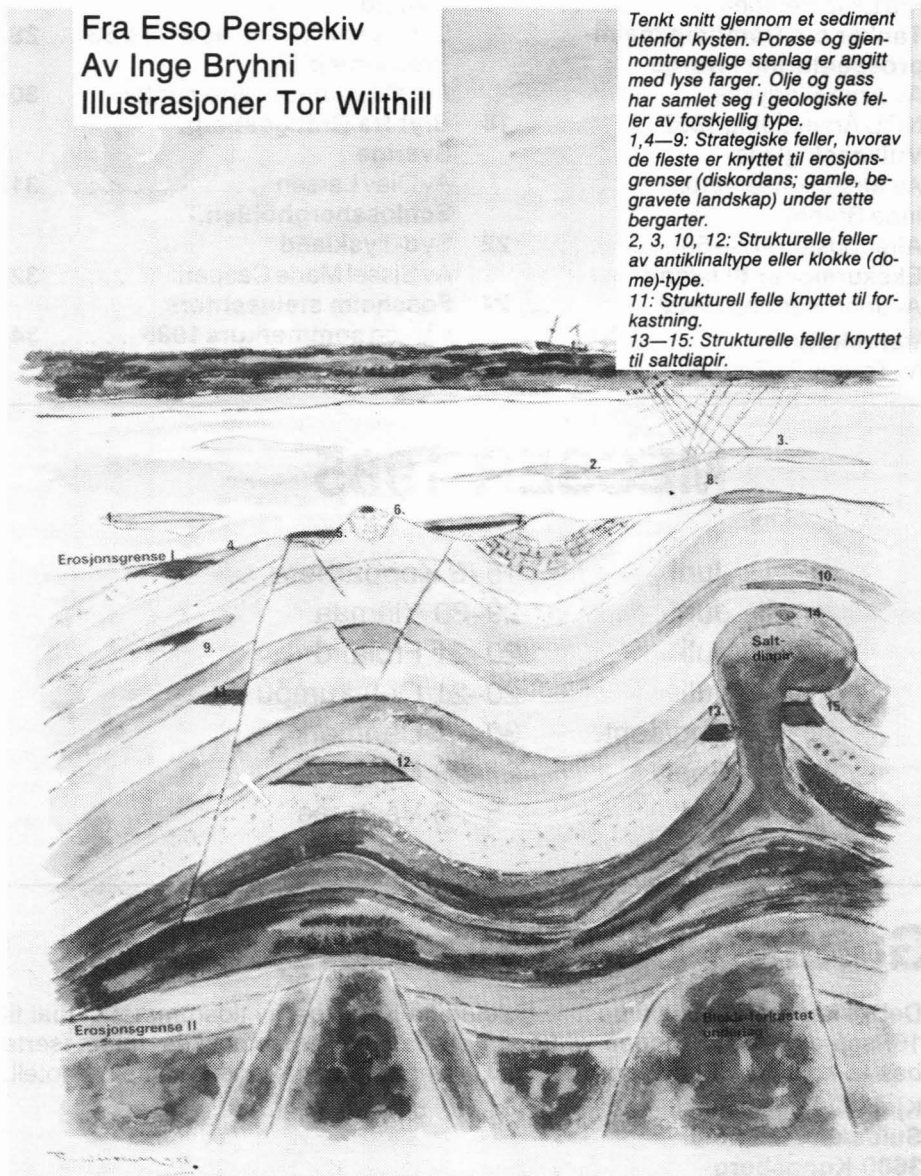 Fra Esso Perspekiv
Av Inge Bryhni
Illustrasjoner Tor Wilthill
Tenkt snitt gjennom et sediment
utenfor kysten. Porøse og gjen-
nomtrengelige stenlag er angitt
med lyse farger. Olje og gass
har samlet seg i geologiske fel-
ler av forskjellig type.
1,4—9: Strategiske feller, hvorav
de fleste er knyttet til erosjons-
grenser (diskordans; gamle, be-
gravete landskap) under tette
bergarter.
2, 3, 10, 12: Strukturelle feller
av antiklinaltype eller klokke (do-
me)-type.
11: Strukturell felle knyttet til for-
kastning.
13—15: Strukturelle feller knyttet
til saltdiapir.
3.
2.
8.
1.
6.
5.
7.
4.
Erosjonsgrense I
10.
14.
9.
Salt-
diapir
11.
13.
15.
12.
Erosjonsgrense II
Blokk-forkastet
underlag